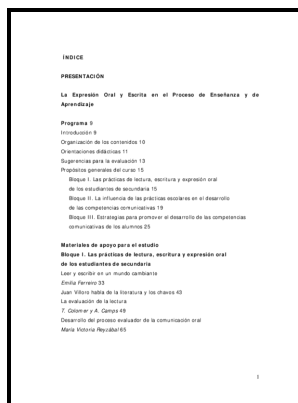 ÍNDICE
PRESENTACIÓN
La Expresión Oral y Escrita en el Proceso de Enseñanza y de
Aprendizaje
Programa 9
Introducción 9
Organización de los contenidos 10
Orientaciones didácticas 11
Sugerencias para la evaluación 13
Propósitos generales del curso 15
Bloque I. Las prácticas de lectura, escritura y expresión oral
de los estudiantes de secundaria 15
Bloque II. La influencia de las prácticas escolares en el desarrollo
de las competencias comunicativas 19
Bloque III. Estrategias para promover el desarrollo de las competencias
comunicativas de los alumnos 25
Materiales de apoyo para el estudio
Bloque I. Las prácticas de lectura, escritura y expresión oral
de los estudiantes de secundaria
Leer y escribir en un mundo cambiante
Emilia Ferreiro 33
Juan Villoro habla de la literatura y los chavos 43
La evaluación de la lectura
T. Colomer y A. Camps 49
Desarrollo del proceso evaluador de la comunicación oral
María Victoria Reyzábal 65